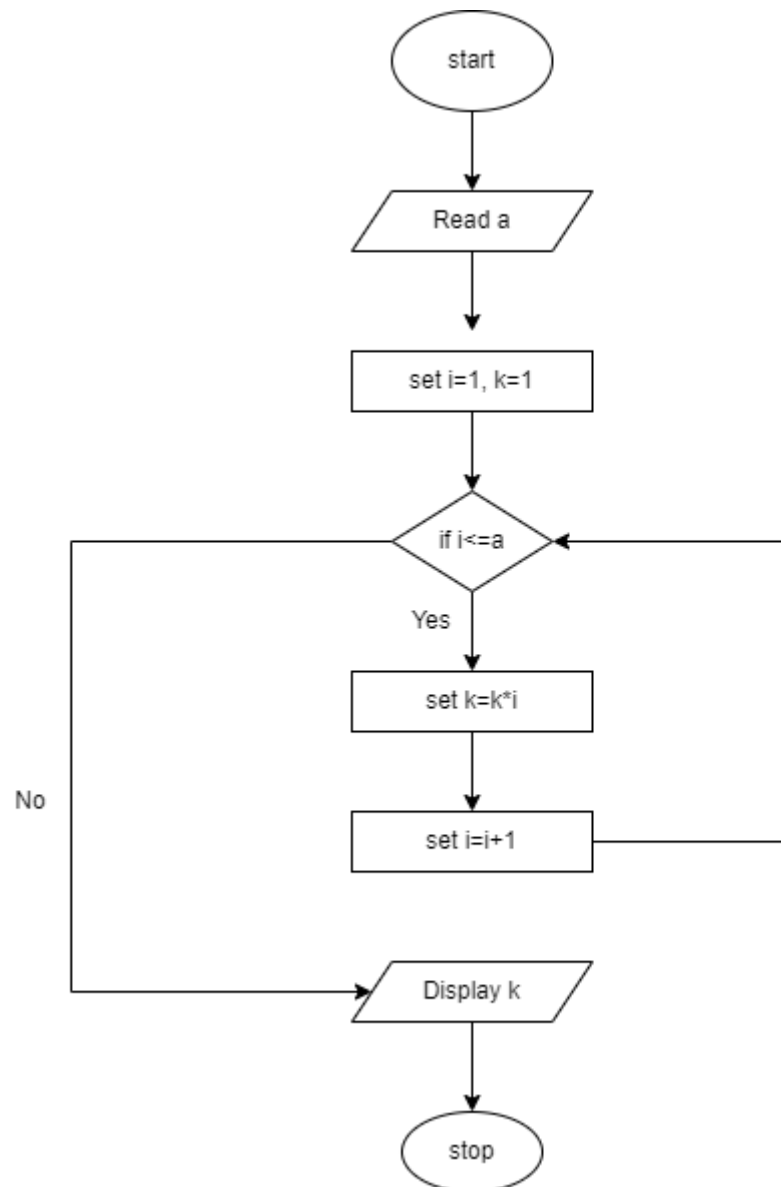 start
Read a
set i=1, k=1
if i<=a
Yes
set k=k*i
No
set i=i+1
Display k
stop